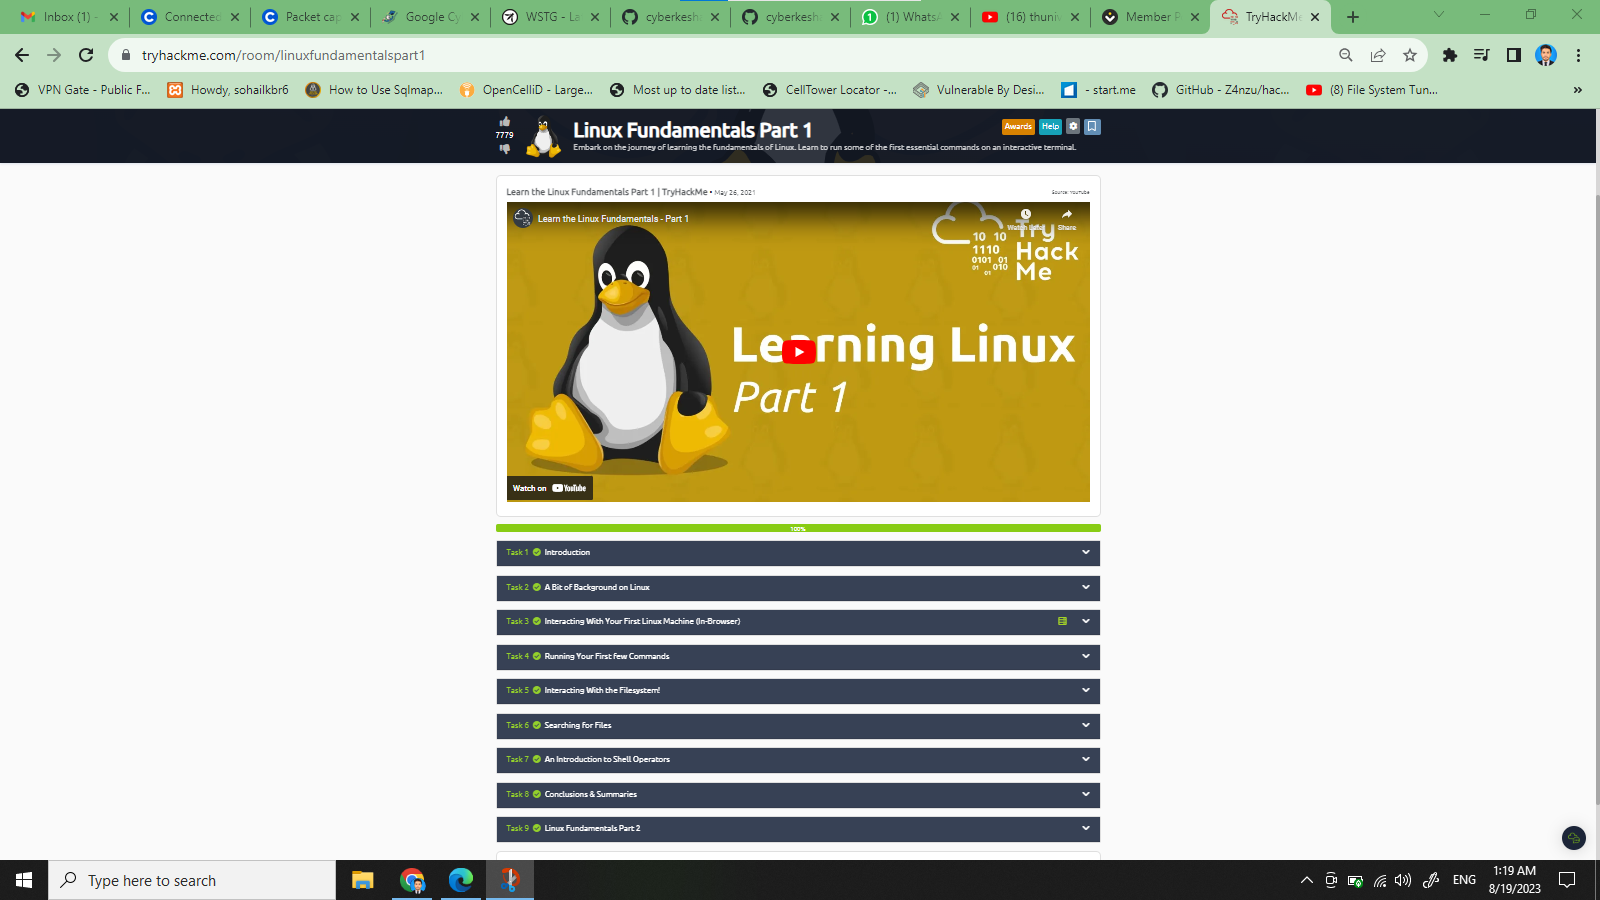 Inbox (1) -
Connected
Packet cap
Google Cy
WSTG - La
cyberkesha
cyberkesha
(1) WhatsA
(16) thuniv
Member P
TryHackMe
tryhackme.com/room/linuxfundamentalspart1
VPN Gate - Public F...
Howdy, sohailkbr6
How to Use Sqlmap...
OpenCelliD - Large...
Most up to date list...
CellTower Locator -...
Vulnerable By Desi...
- start.me
GitHub - Z4nzu/hac...
(8) File System Tun...
7779
Linux Fundamentals Part 1
Embark on the journey of learning the fundamentals of Linux. Learn to run some of the first essential commands on an interactive terminal.
Awards
Help
Learn the Linux Fundamentals Part 1 | TryHackMe • May 26, 2021
Source: YouTube
Learn the Linux Fundamentals - Part 1
Watch later
Share
10 10
1110
0101 01
01 010
01
Try
Hack
Me
Learning Linux
Part 1
Watch on YouTube
100%
Task 1 Introduction
Task 2 A Bit of Background on Linux
Task 3 Interacting With Your First Linux Machine (In-Browser)
Task 4 Running Your First few Commands
Task 5 Interacting With the Filesystem!
Task 6 Searching for Files
Task 7 An Introduction to Shell Operators
Task 8 Conclusions & Summaries
Task 9 Linux Fundamentals Part 2
Type here to search
ENG
1:19 AM
8/19/2023